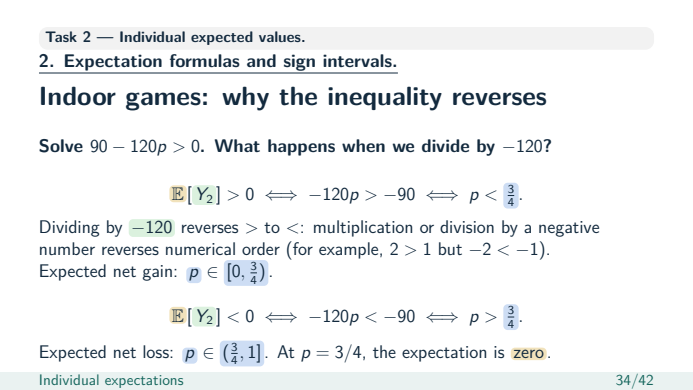 Task 2 — Individual expected values.
2. Expectation formulas and sign intervals.
Indoor games: why the inequality reverses
Solve 90 − 120p > 0. What happens when we divide by −120?
𝔼[Y₂] > 0 ⟺ −120p > −90 ⟺ p < 3/4.
Dividing by −120 reverses > to <: multiplication or division by a negative
number reverses numerical order (for example, 2 > 1 but −2 < −1).
Expected net gain: p ∈ [0, 3/4).
𝔼[Y₂] < 0 ⟺ −120p < −90 ⟺ p > 3/4.
Expected net loss: p ∈ (3/4, 1]. At p = 3/4, the expectation is zero.
Individual expectations 34/42